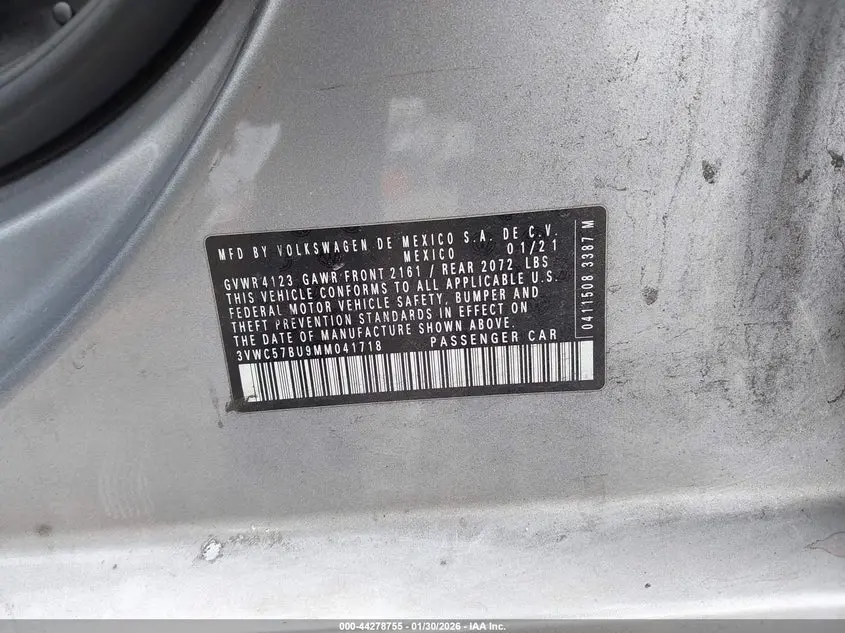 MFD BY VOLKSWAGEN DE MEXICO S.A. DE C.V.
MEXICO 01/21
GVWR 4123 GAWR FRONT 2161 / REAR 2072 LBS
THIS VEHICLE CONFORMS TO ALL APPLICABLE U.S.
FEDERAL MOTOR VEHICLE SAFETY, BUMPER AND
THEFT PREVENTION STANDARDS IN EFFECT ON
THE DATE OF MANUFACTURE SHOWN ABOVE.
3VWC57BU9MM041718 PASSENGER CAR
0411508 3387 M
000-44278755 — 01/30/2026 — IAA Inc.